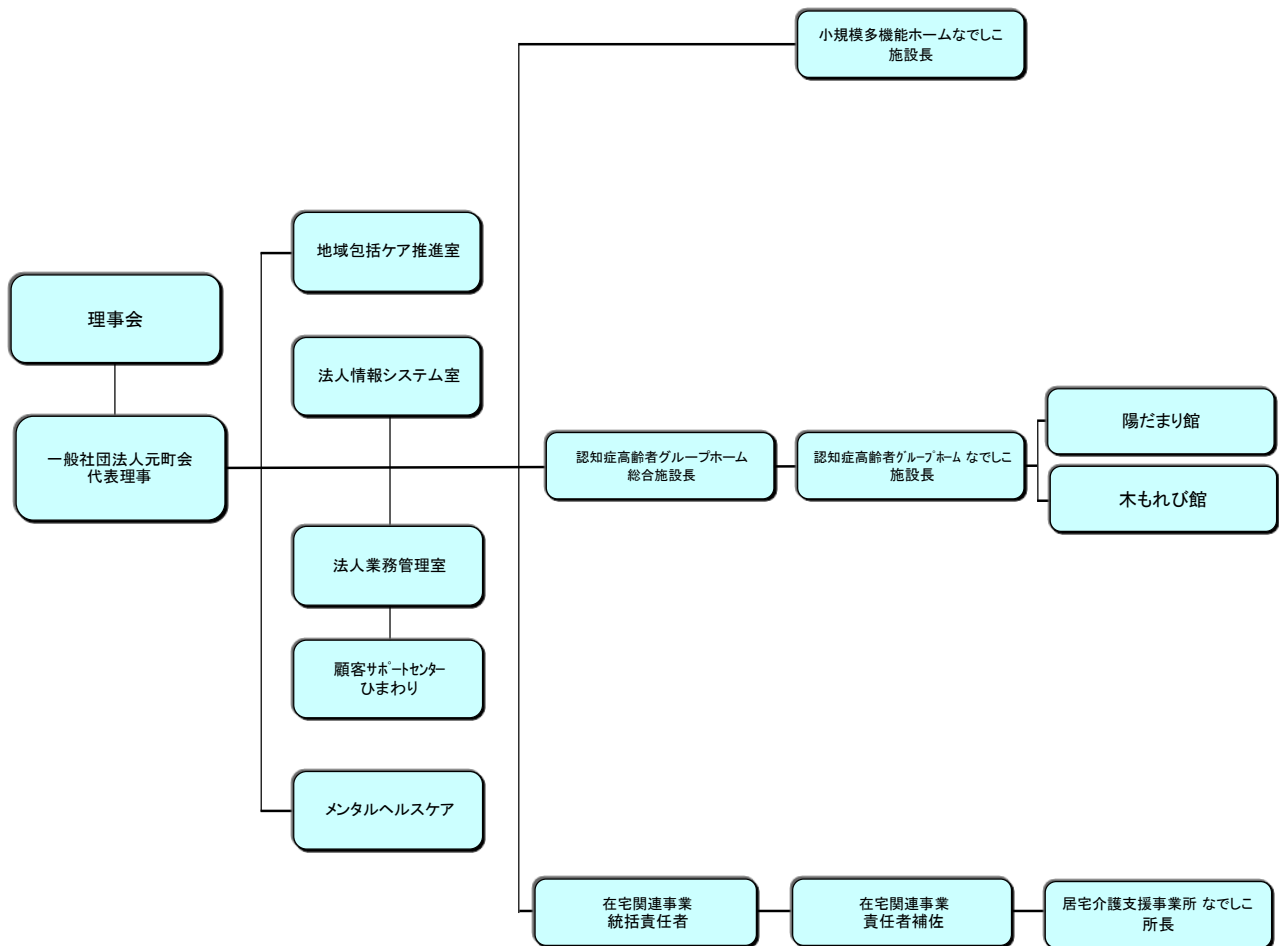 小規模多機能ホームなでしこ
施設長
地域包括ケア推進室
理事会
法人情報システム室
一般社団法人元町会
代表理事
認知症高齢者グループホーム
総合施設長
認知症高齢者ｸﾞﾙｰﾌﾟﾎｰﾑ なでしこ
施設長
陽だまり館
木もれび館
法人業務管理室
顧客ｻﾎﾟｰﾄｾﾝﾀｰ
ひまわり
メンタルヘルスケア
在宅関連事業
統括責任者
在宅関連事業
責任者補佐
居宅介護支援事業所 なでしこ
所長